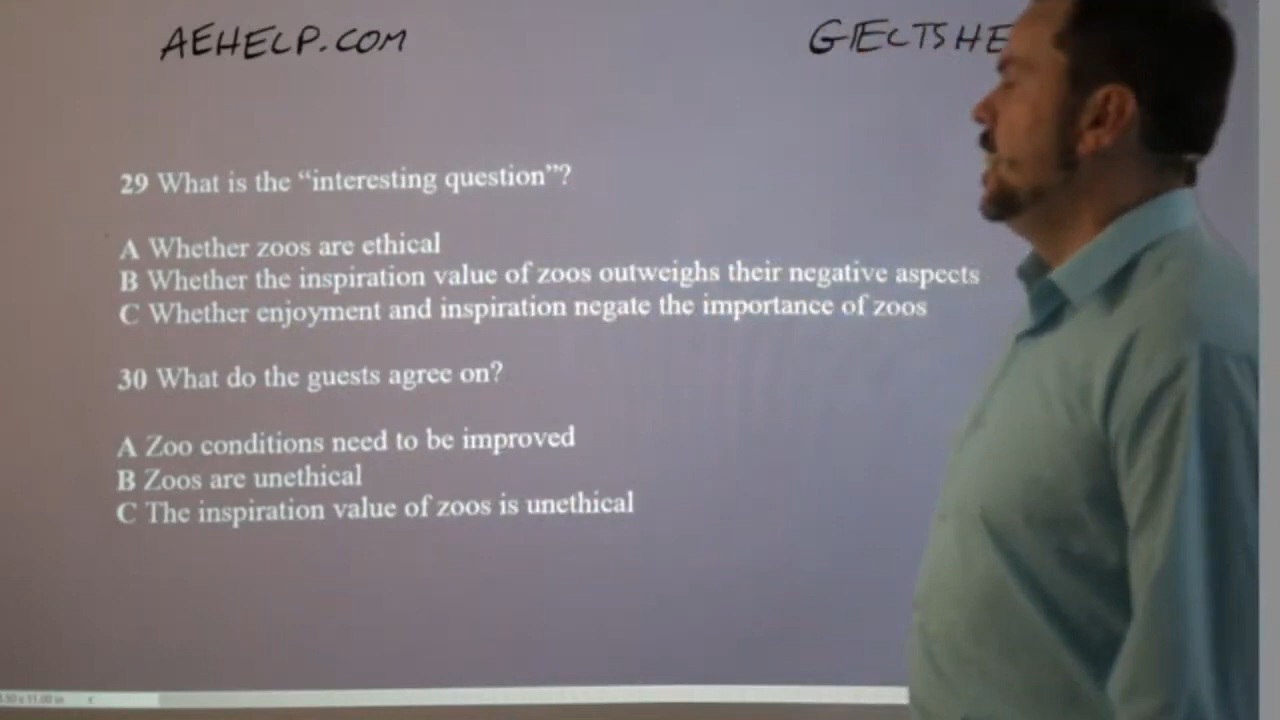 AEHELP.COM
GIELTSHE
29 What is the “interesting question”?
A Whether zoos are ethical
B Whether the inspiration value of zoos outweighs their negative aspects
C Whether enjoyment and inspiration negate the importance of zoos
30 What do the guests agree on?
A Zoo conditions need to be improved
B Zoos are unethical
C The inspiration value of zoos is unethical